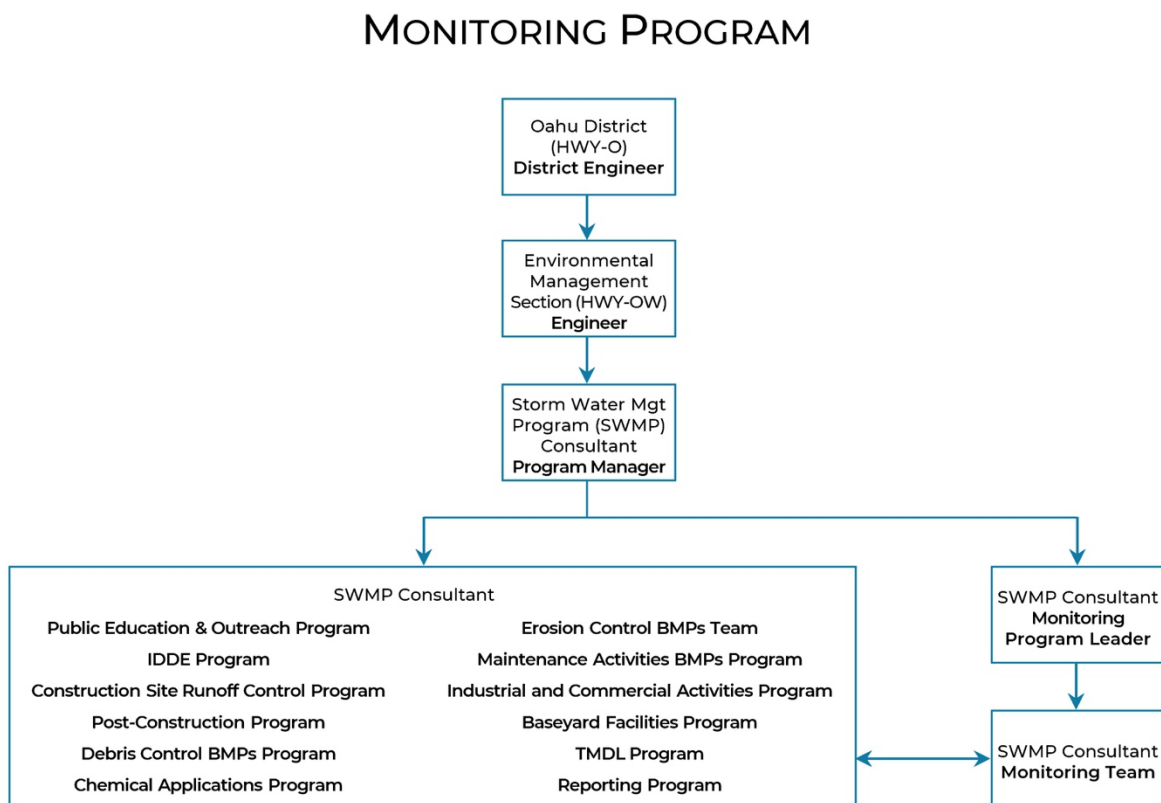 MONITORING PROGRAM
Oahu District
(HWY-O)
District Engineer
Environmental
Management
Section (HWY-OW)
Engineer
Storm Water Mgt
Program (SWMP)
Consultant
Program Manager
SWMP Consultant
Public Education & Outreach Program
IDDE Program
Construction Site Runoff Control Program
Post-Construction Program
Debris Control BMPs Program
Chemical Applications Program
Erosion Control BMPs Team
Maintenance Activities BMPs Program
Industrial and Commercial Activities Program
Baseyard Facilities Program
TMDL Program
Reporting Program
SWMP Consultant
Monitoring
Program Leader
SWMP Consultant
Monitoring Team